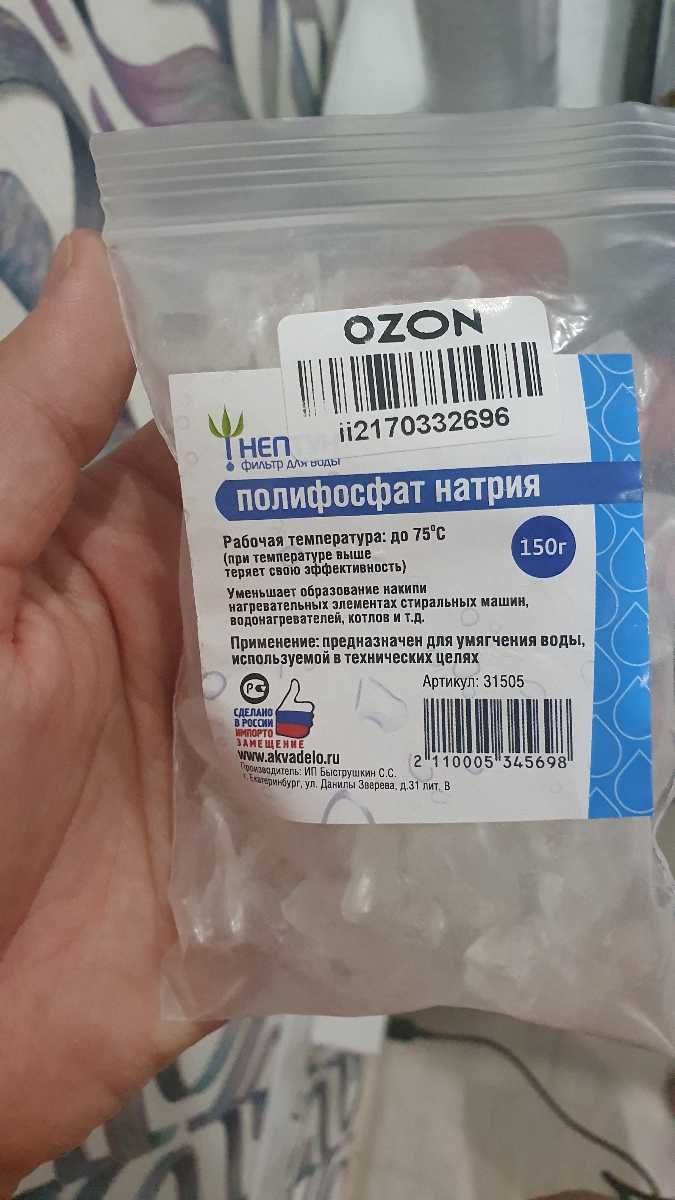 OZON
ii2170332696
НЕПТУН
фильтр для воды
полифосфат натрия
Рабочая температура: до 75°С
(при температуре выше
теряет свою эффективность)
150г
Уменьшает образование накипи
нагревательных элементах стиральных машин,
водонагревателей, котлов и т.д.
Применение: предназначен для умягчения воды,
используемой в технических целях
Артикул: 31505
РС
СДЕЛАНО
В РОССИИ
ИМПОРТО
ЗАМЕЩЕНИЕ
www.akvadelo.ru
Производитель: ИП Быструшкин С.С.
г. Екатеринбург, ул. Данилы Зверева, д.31 лит. В
2 110005 345698